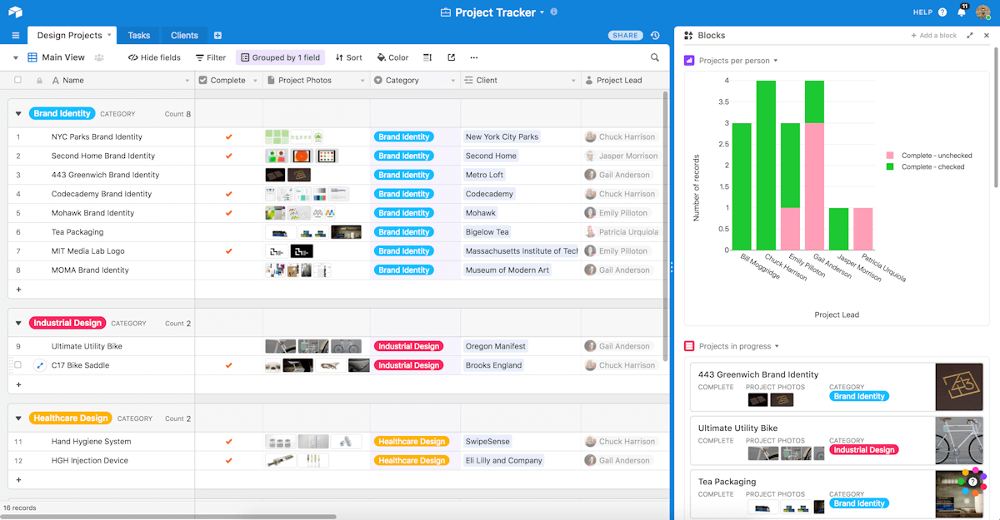 Project Tracker
HELP
11
Design Projects
Tasks
Clients
SHARE
Main View
Hide fields
Filter
Grouped by 1 field
Sort
Color
Name
Complete
Project Photos
Category
Client
Project Lead
Brand Identity CATEGORY Count 8
1 NYC Parks Brand Identity Brand Identity New York City Parks Chuck Harrison
2 Second Home Brand Identity Brand Identity Second Home Jasper Morrison
3 443 Greenwich Brand Identity Brand Identity Metro Loft Gail Anderson
4 Codecademy Brand Identity Brand Identity Codecademy Chuck Harrison
5 Mohawk Brand Identity Brand Identity Mohawk Emily Pilloton
6 Tea Packaging Brand Identity Bigelow Tea Patricia Urquiola
7 MIT Media Lab Logo Brand Identity Massachusetts Institute of Tech Emily Pilloton
8 MOMA Brand Identity Brand Identity Museum of Modern Art Gail Anderson
+
Industrial Design CATEGORY Count 2
9 Ultimate Utility Bike Industrial Design Oregon Manifest Gail Anderson
C17 Bike Saddle Industrial Design Brooks England Chuck Harrison
+
Healthcare Design CATEGORY Count 2
11 Hand Hygiene System Healthcare Design SwipeSense Chuck Harrison
12 HGH Injection Device Healthcare Design Eli Lilly and Company Gail Anderson
+
16 records
Blocks
+ Add a block
Projects per person
4
3.5
3
2.5
2
1.5
1
0.5
0
Number of records
Bill Moggridge
Chuck Harrison
Emily Pilloton
Gail Anderson
Jasper Morrison
Patricia Urquiola
Project Lead
Complete - unchecked
Complete - checked
Projects in progress
443 Greenwich Brand Identity
COMPLETE PROJECT PHOTOS CATEGORY
Brand Identity
443
Ultimate Utility Bike
COMPLETE PROJECT PHOTOS CATEGORY
Industrial Design
Tea Packaging
COMPLETE PROJECT PHOTOS CATEGORY
Brand Identity
?